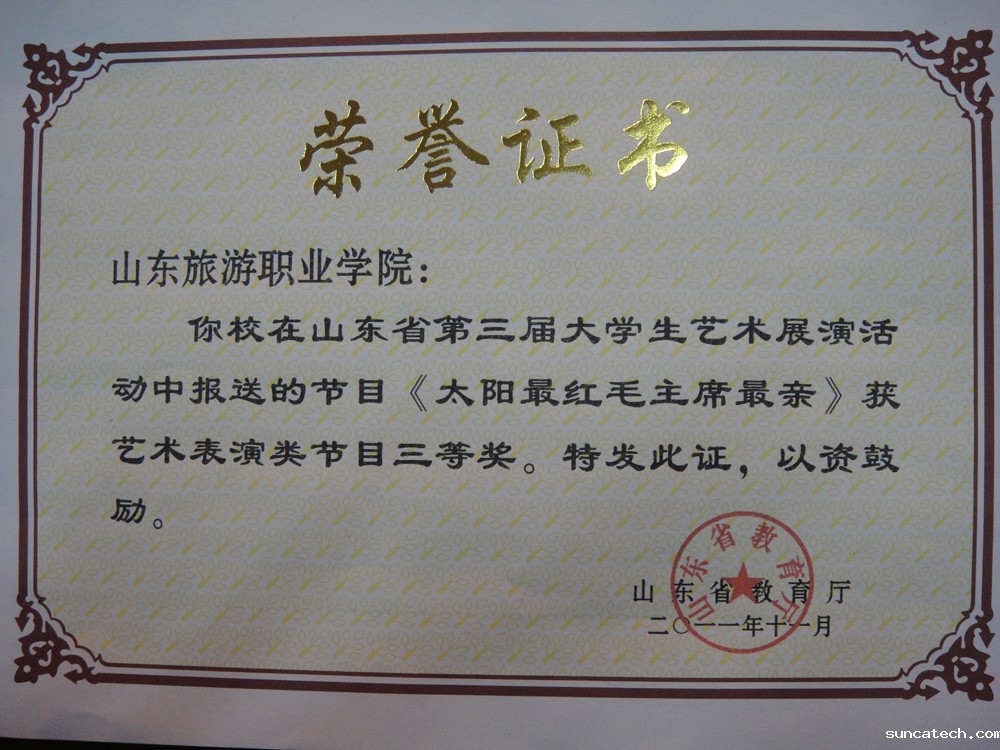 荣誉证书
山东旅游职业学院：
你校在山东省第三届大学生艺术展演活
动中报送的节目《太阳最红毛主席最亲》获
艺术表演类节目三等奖。特发此证，以资鼓
励。
山东省教育厅
山东省教育厅
二〇一一年十一月
suncatech.com